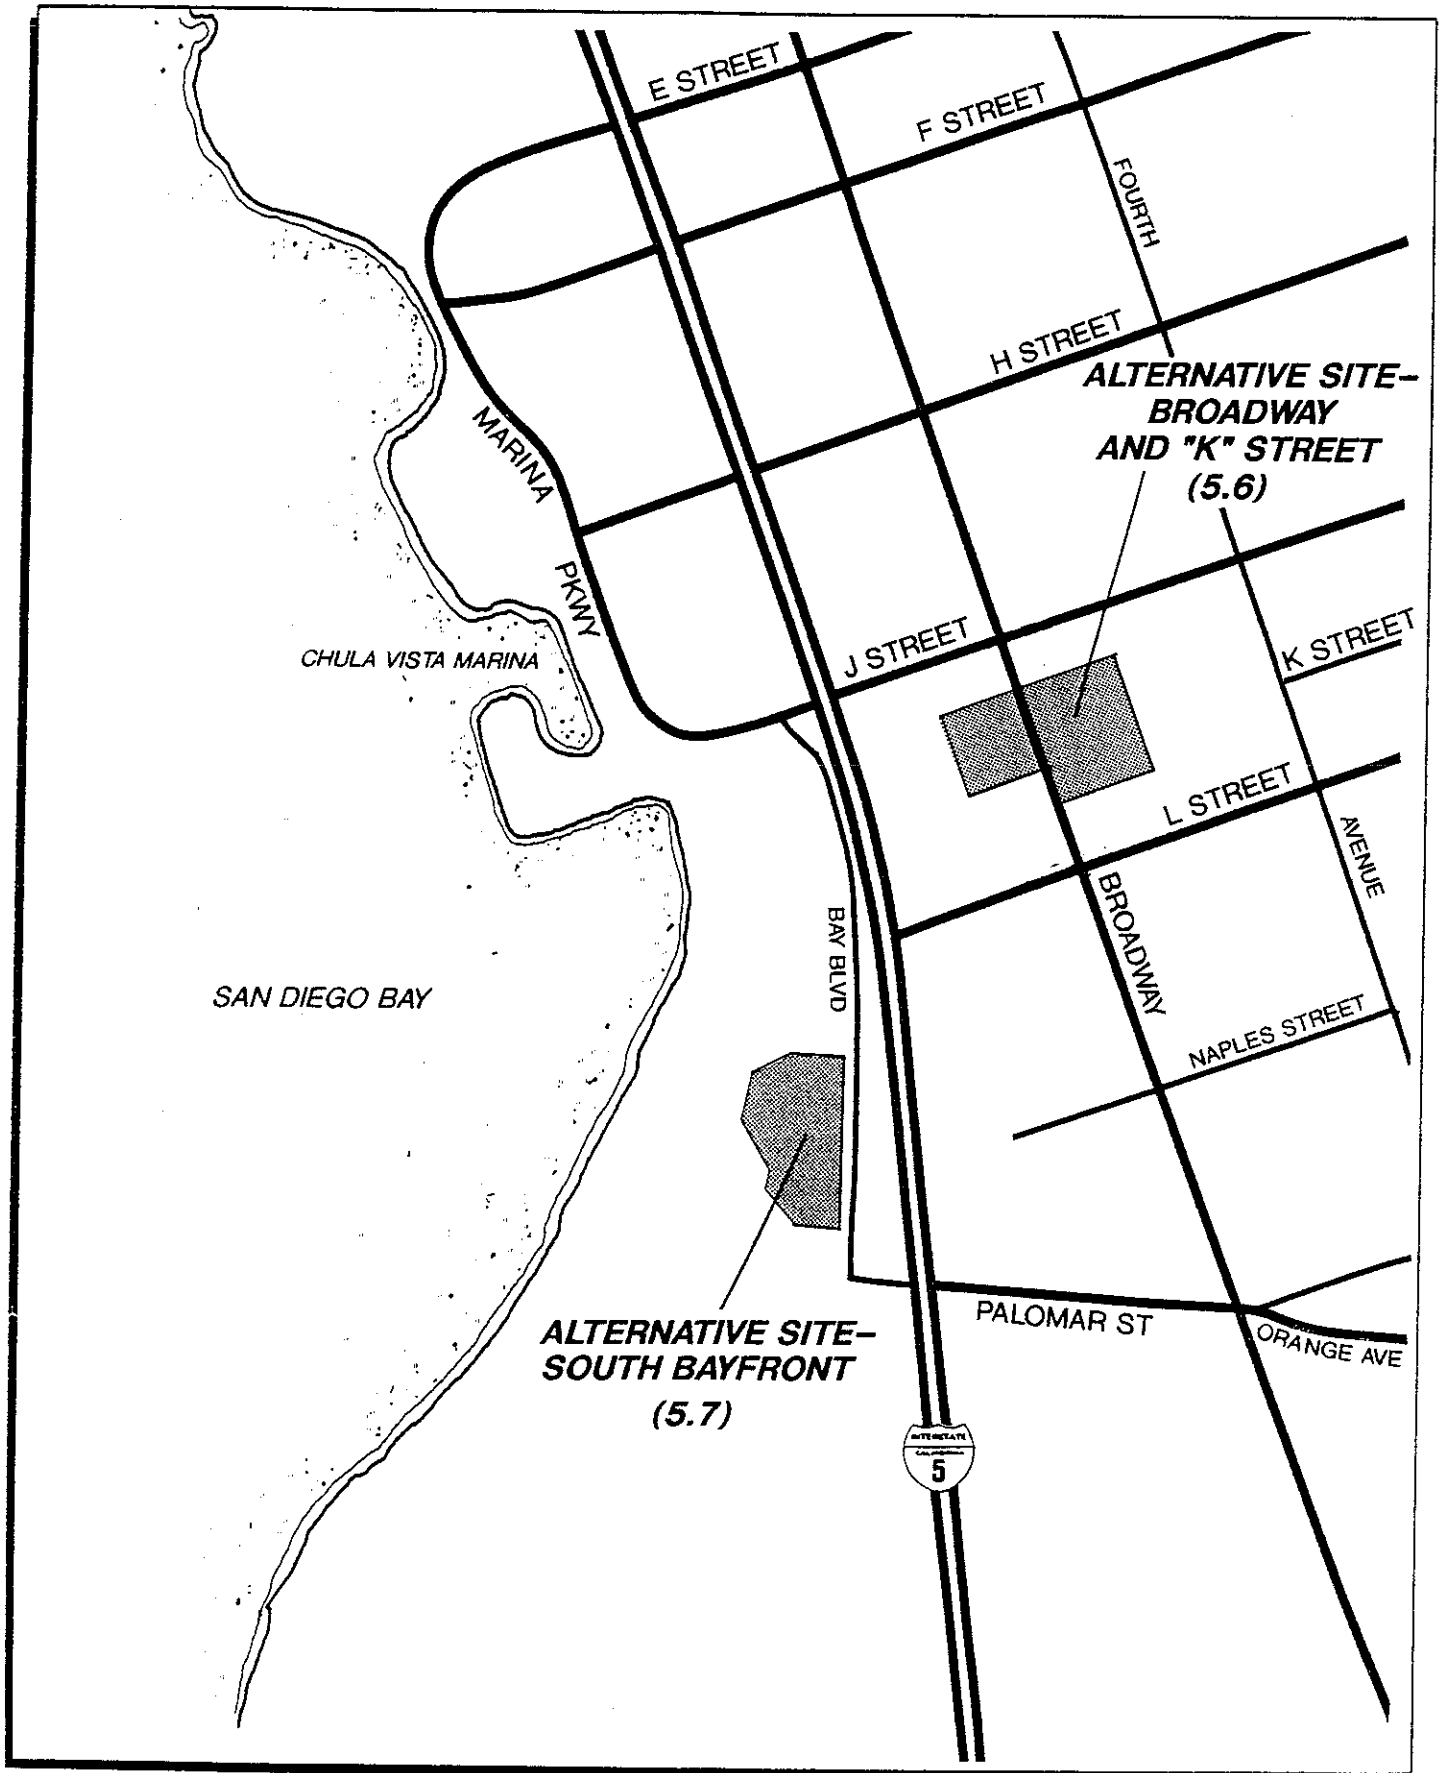 E STREET
F STREET
FOURTH
H STREET
ALTERNATIVE SITE–
BROADWAY
AND "K" STREET
(5.6)
MARINA
PKWY
J STREET
K STREET
CHULA VISTA MARINA
L STREET
AVENUE
BROADWAY
BAY BLVD
SAN DIEGO BAY
NAPLES STREET
PALOMAR ST
ORANGE AVE
ALTERNATIVE SITE–
SOUTH BAYFRONT
(5.7)
INTERSTATE
CALIFORNIA
5